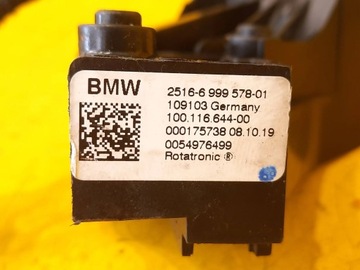 BMW
2516-6 999 578-01
109103 Germany
100.116.644-00
000175738 08.10.19
0054976499
Rotatronic ®